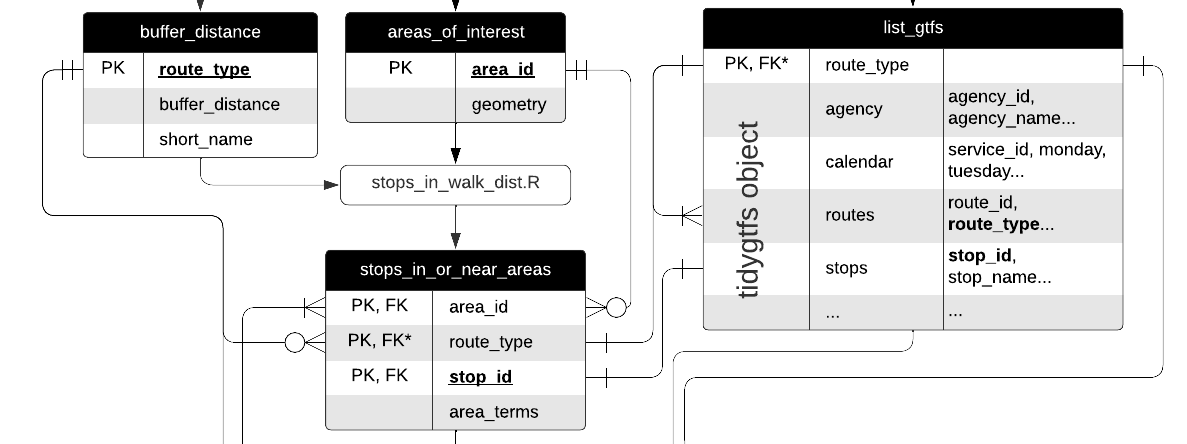 buffer_distance
PK route_type
buffer_distance
short_name
areas_of_interest
PK area_id
geometry
stops_in_walk_dist.R
stops_in_or_near_areas
PK, FK area_id
PK, FK* route_type
PK, FK stop_id
area_terms
list_gtfs
PK, FK* route_type
tidygtfs object
agency agency_id,
agency_name...
calendar service_id, monday,
tuesday...
routes route_id,
route_type...
stops stop_id,
stop_name...
... ...